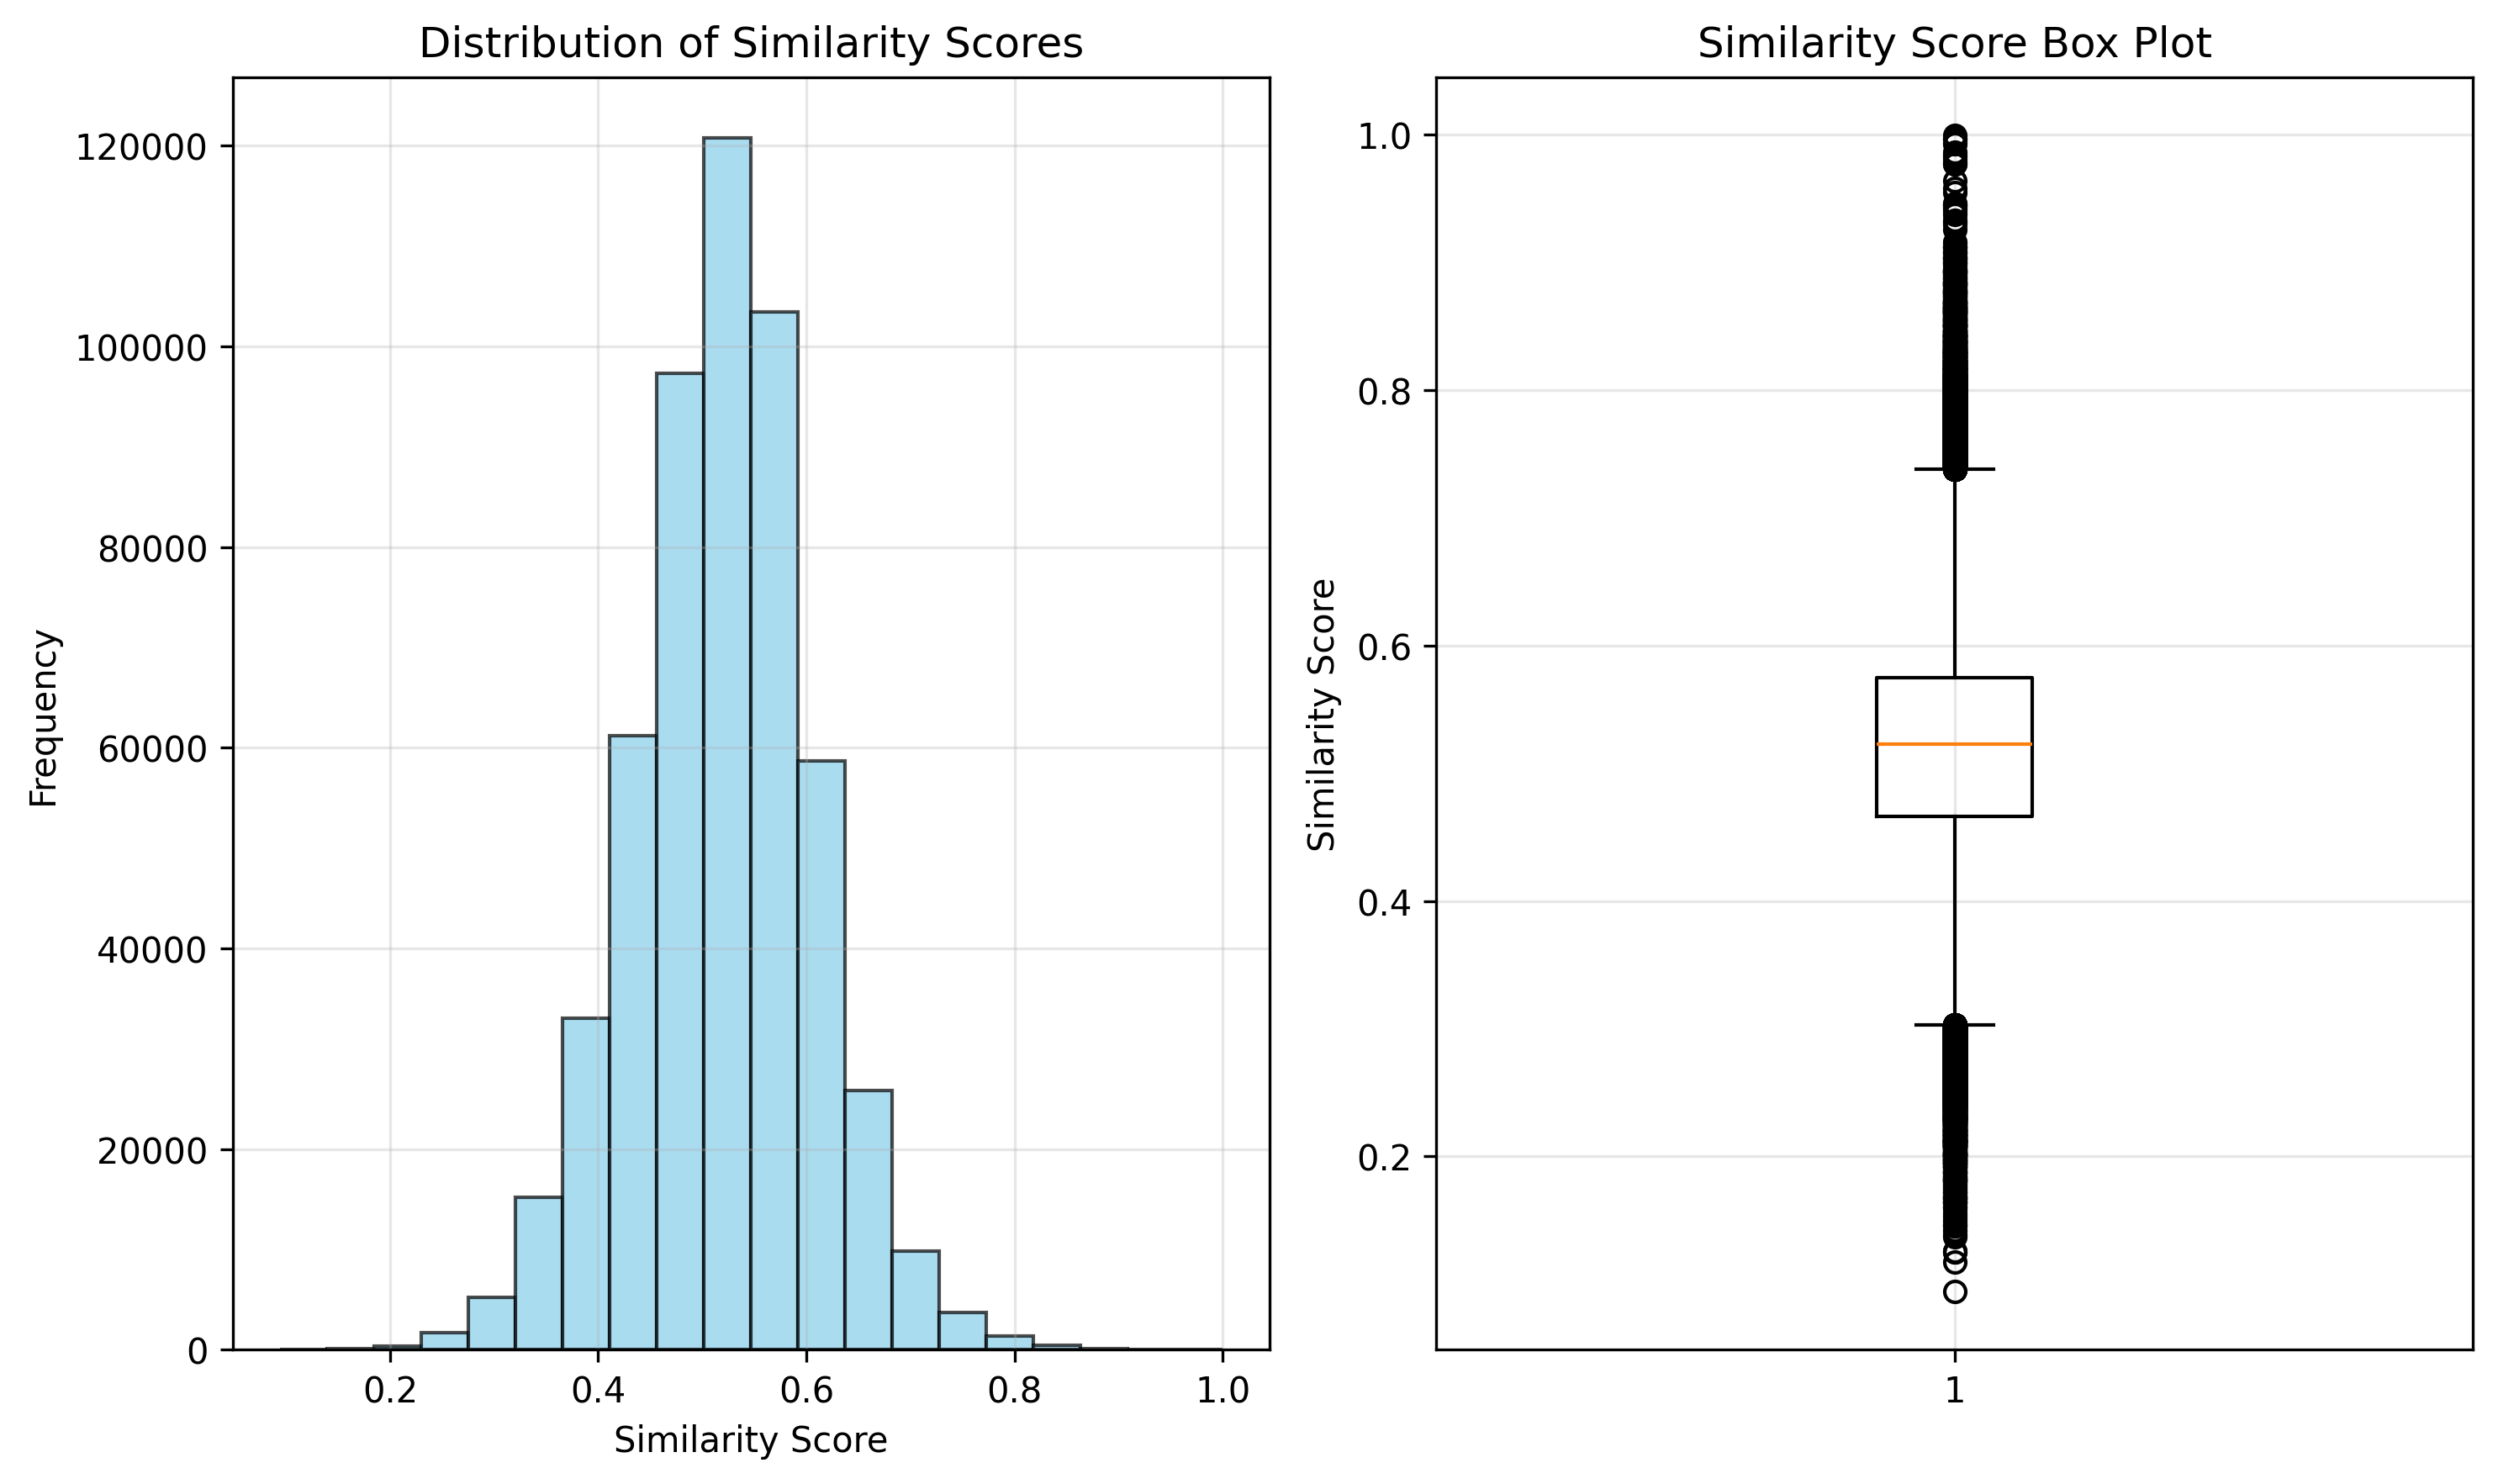 Distribution of Similarity Scores
120000
100000
80000
60000
40000
20000
0
Frequency
0.2 0.4 0.6 0.8 1.0
Similarity Score
Similarity Score Box Plot
1.0
0.8
0.6
0.4
0.2
Similarity Score
1